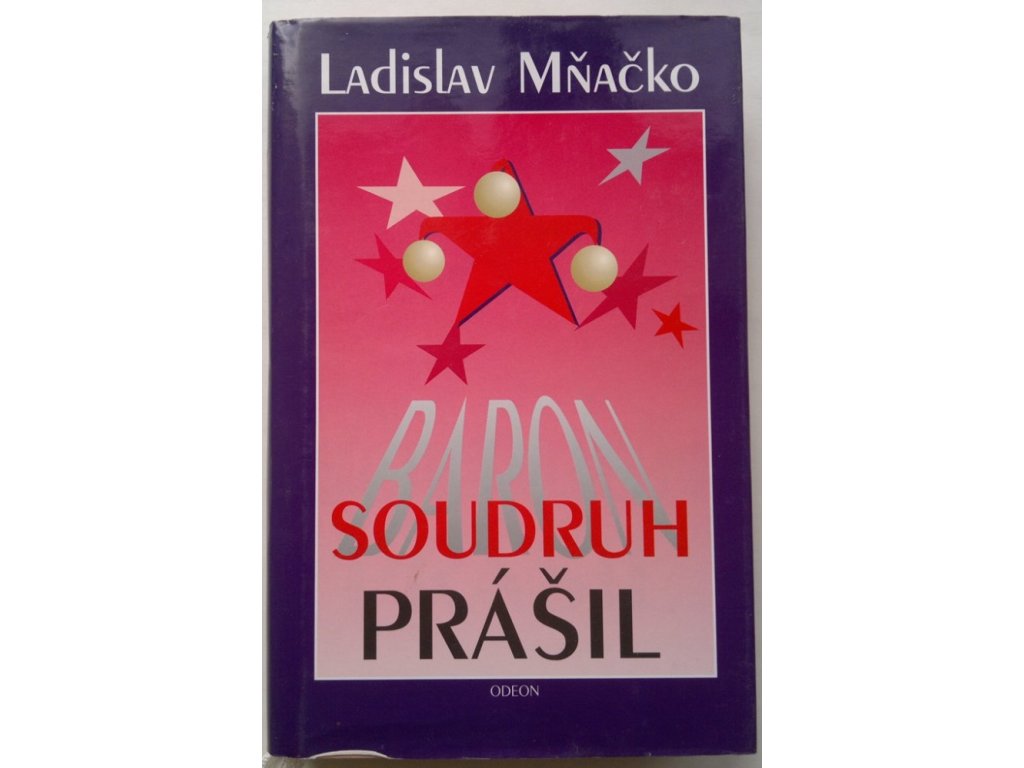 Ladislav Mňačko
BARON
SOUDRUH
PRÁŠIL
ODEON